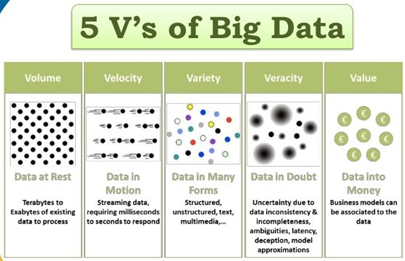 5 V's of Big Data
Volume
Velocity
Variety
Veracity
Value
Data at Rest
Terabytes to
Exabytes of existing
data to process
Data in
Motion
Streaming data,
requiring milliseconds
to seconds to respond
Data in Many
Forms
Structured,
unstructured, text,
multimedia,...
Data in Doubt
Uncertainty due to
data inconsistency &
incompleteness,
ambiguities, latency,
deception, model
approximations
€ € €
€ €
€ € €
Data into
Money
Business models can
be associated to the
data